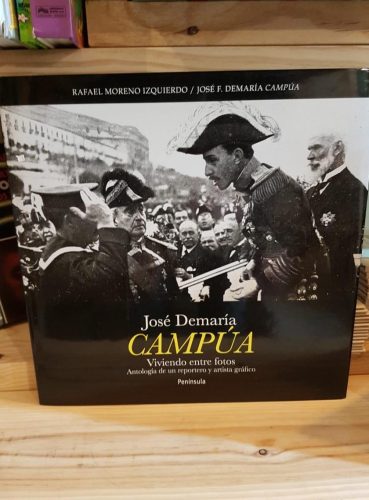 RAFAEL MORENO IZQUIERDO / JOSÉ F. DEMARÍA CAMPÚA
José Demaría
CAMPÚA
Viviendo entre fotos
Antología de un reportero y artista gráfico
Península